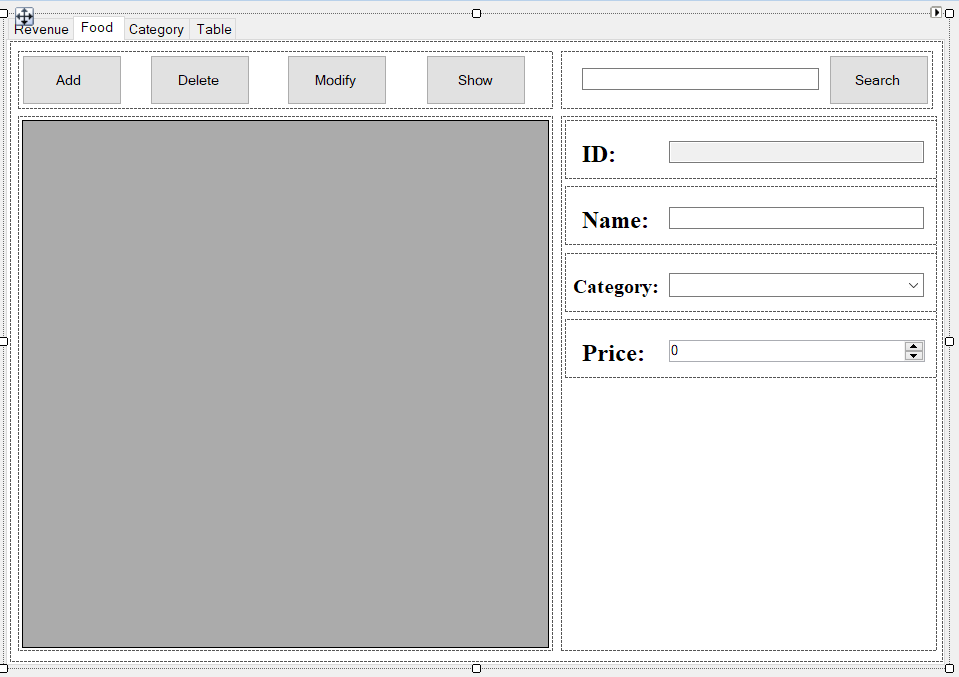 Revenue Food Category Table
Add Delete Modify Show Search
ID:
Name:
Category:
Price: 0